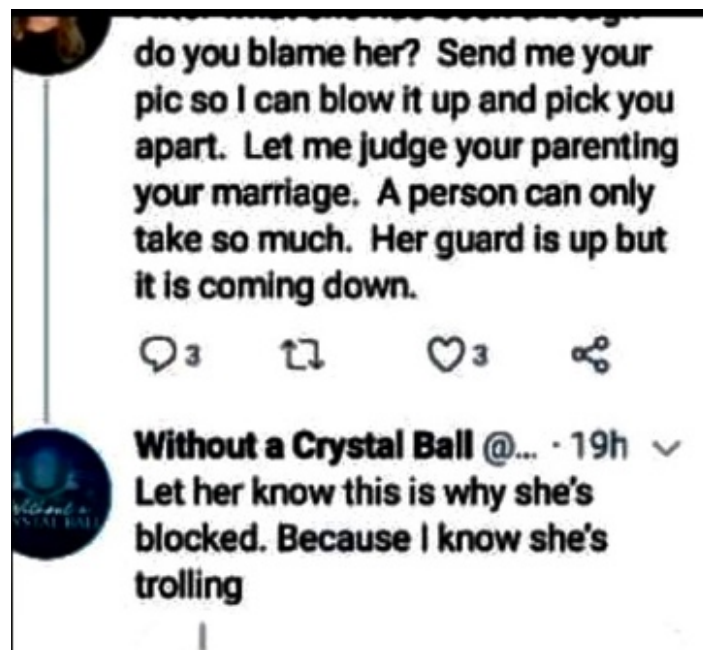 do you blame her? Send me your
pic so I can blow it up and pick you
apart. Let me judge your parenting
your marriage. A person can only
take so much. Her guard is up but
it is coming down.
3 3
Without a Crystal Ball @... · 19h
Let her know this is why she's
blocked. Because I know she's
trolling